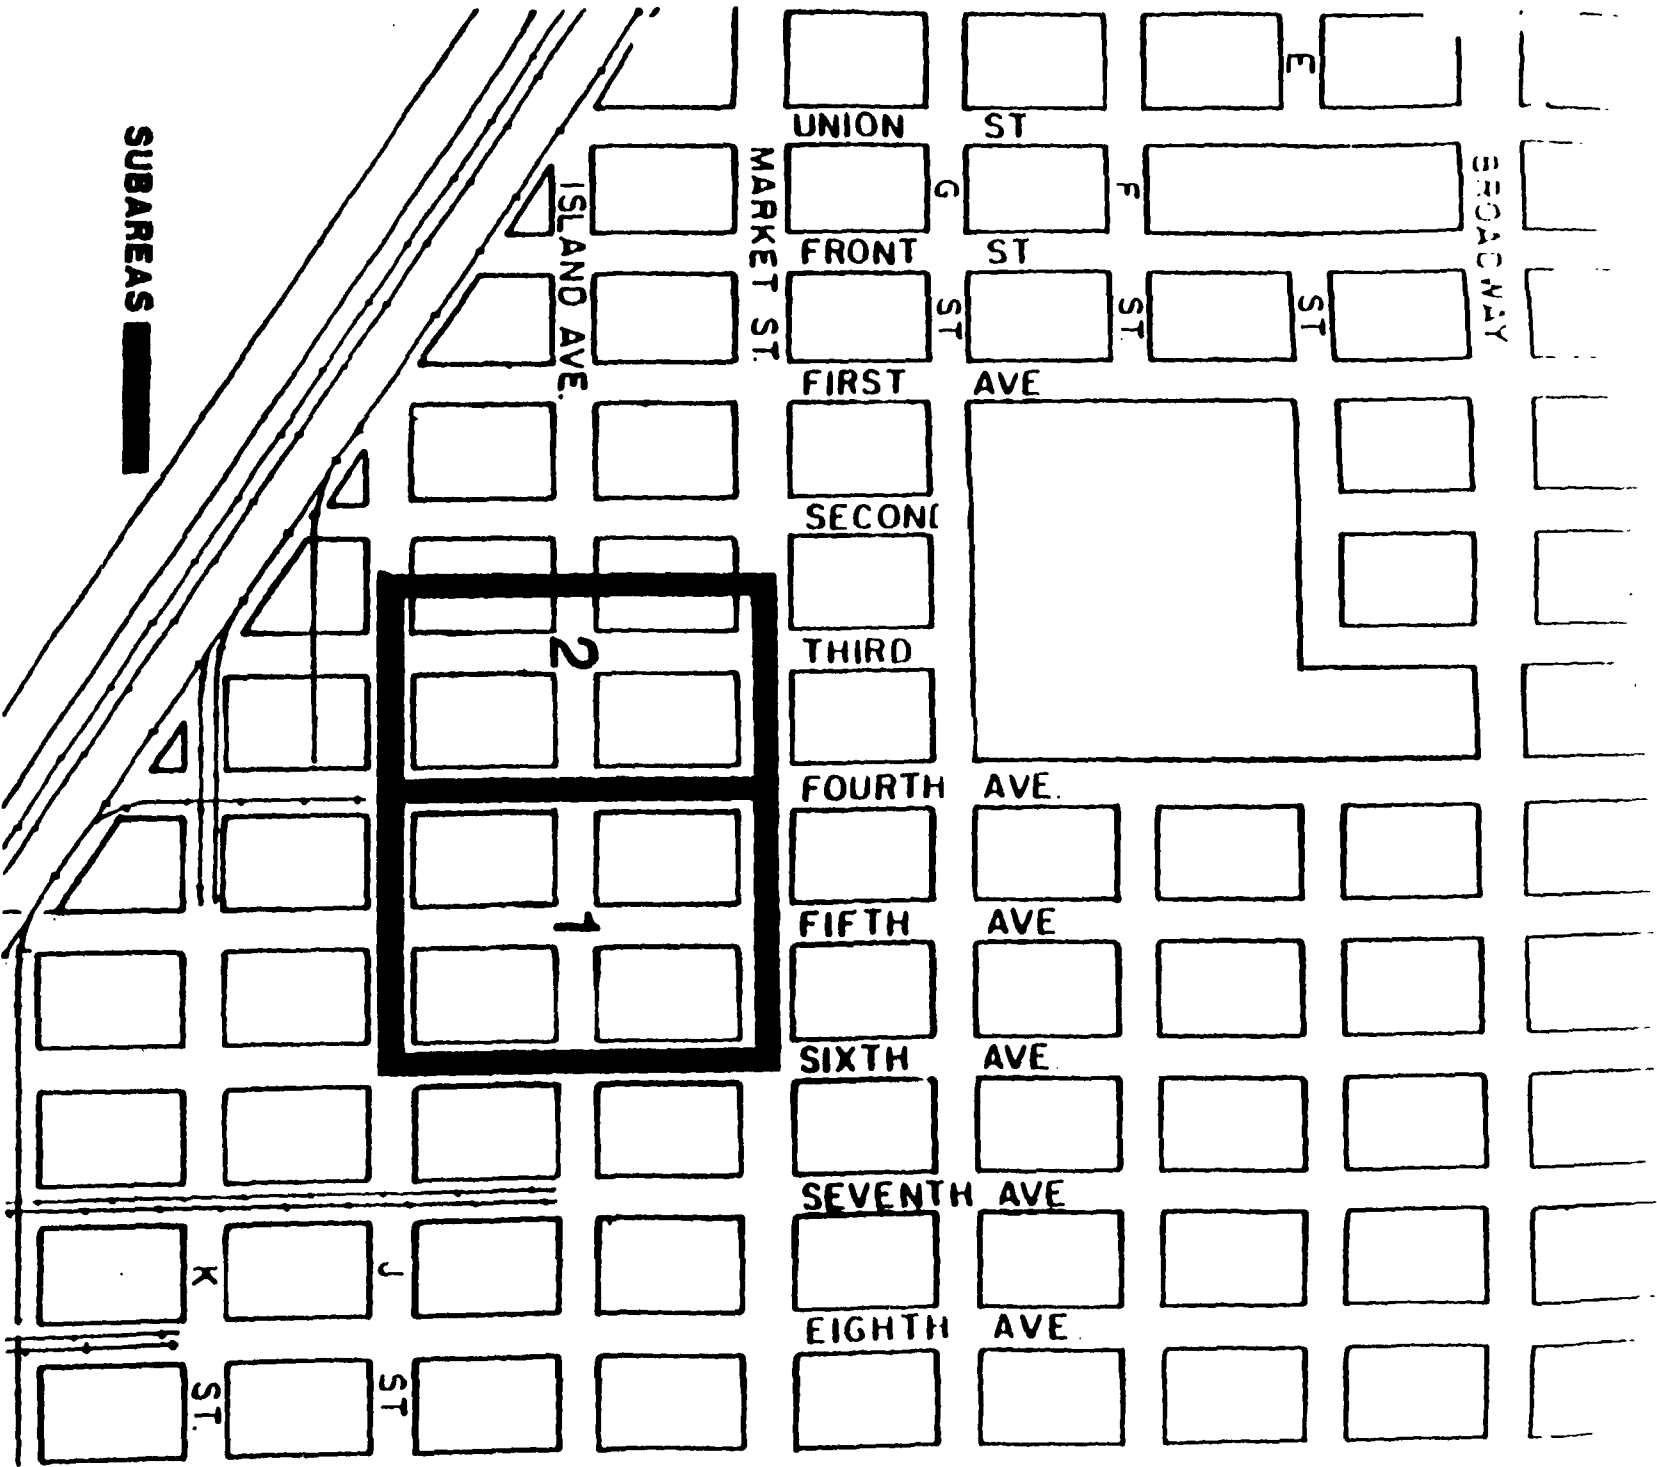 E
UNION ST
SUBAREAS
MARKET ST.
ISLAND AVE.
G ST
F ST.
BROADWAY
FRONT ST
ST
FIRST AVE
SECOND
2
THIRD
FOURTH AVE.
1
FIFTH AVE
SIXTH AVE.
SEVENTH AVE
K ST.
J ST
EIGHTH AVE.